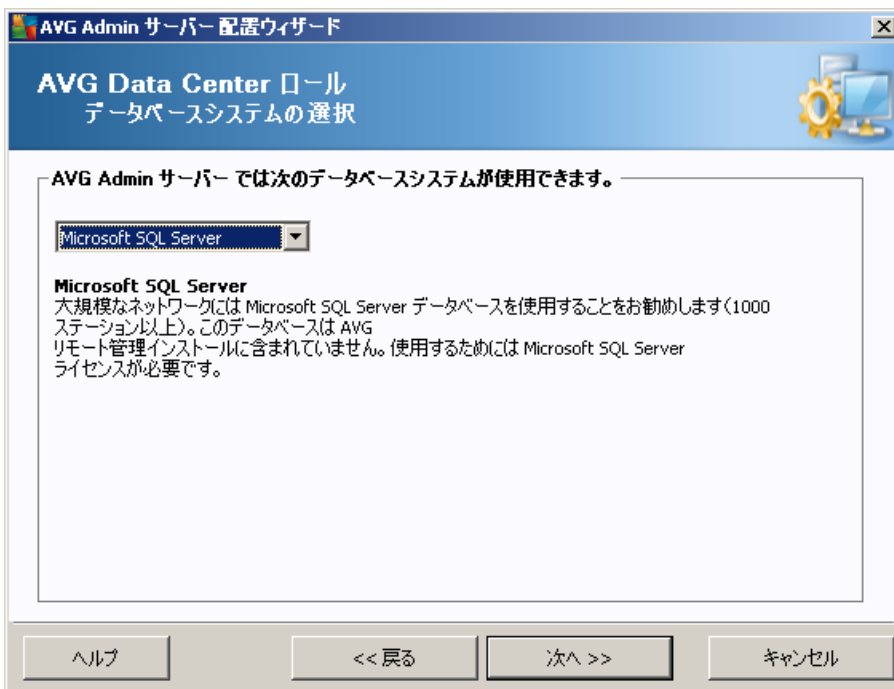 AVG Admin サーバー 配置ウィザード
AVG Data Center ロール
データベースシステムの選択
AVG Admin サーバー では次のデータベースシステムが使用できます。
Microsoft SQL Server
Microsoft SQL Server
大規模なネットワークには Microsoft SQL Server データベースを使用することをお勧めします(1000
ステーション以上)。このデータベースは AVG
リモート管理インストールに含まれていません。使用するためには Microsoft SQL Server
ライセンスが必要です。
ヘルプ
<< 戻る
次へ >>
キャンセル